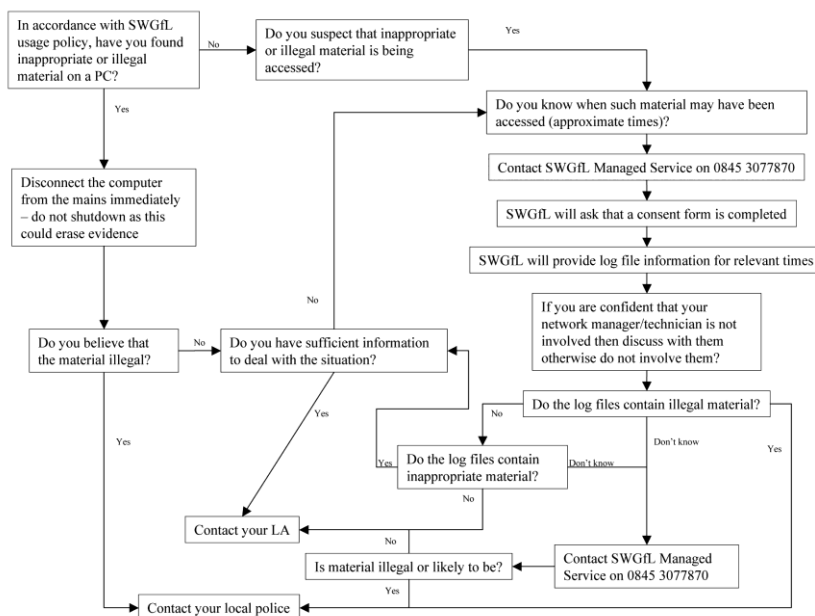 In accordance with SWGfL
usage policy, have you found
inappropriate or illegal
material on a PC?
No
Do you suspect that inappropriate
or illegal material is being
accessed?
Yes
Yes
Do you know when such material may have been
accessed (approximate times)?
Contact SWGfL Managed Service on 0845 3077870
Disconnect the computer
from the mains immediately
– do not shutdown as this
could erase evidence
SWGfL will ask that a consent form is completed
SWGfL will provide log file information for relevant times
No
If you are confident that your
network manager/technician is not
involved then discuss with them
otherwise do not involve them?
Do you believe that
the material illegal?
No
Do you have sufficient information
to deal with the situation?
Do the log files contain illegal material?
Yes
Yes
No
Don't know
Yes
Yes
Do the log files contain
inappropriate material?
Don't know
No
Contact your LA
No
Is material illegal or likely to be?
Contact SWGfL Managed
Service on 0845 3077870
Yes
Contact your local police